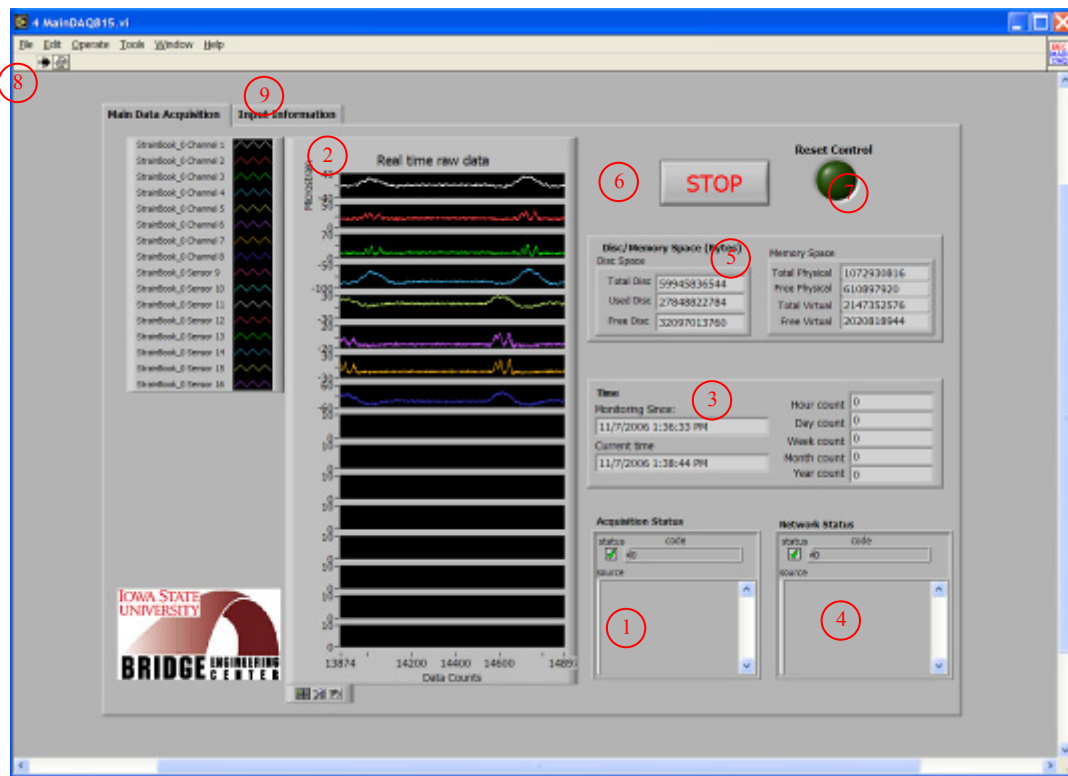 4 MainDAQ815.vi
File Edit Operate Tools Window Help
8
9
Main Data Acquisition Input Information
StrainBook_0 Channel 1
StrainBook_0 Channel 2
StrainBook_0 Channel 3
StrainBook_0 Channel 4
StrainBook_0 Channel 5
StrainBook_0 Channel 6
StrainBook_0 Channel 7
StrainBook_0 Channel 8
StrainBook_0 Sensor 9
StrainBook_0 Sensor 10
StrainBook_0 Sensor 11
StrainBook_0 Sensor 12
StrainBook_0 Sensor 13
StrainBook_0 Sensor 14
StrainBook_0 Sensor 15
StrainBook_0 Sensor 16
2
Real time raw data
13874 14200 14400 14600
Data Counts
6
STOP
Reset Control
7
Disc/Memory Space (Bytes)
5
Disc Space
Total Disc 59945836544
Used Disc 27848822784
Free Disc 32097013760
Memory Space
Total Physical 1072930816
Free Physical 610897920
Total Virtual 2147352576
Free Virtual 2020818944
Time
3
Monitoring Since:
11/7/2006 1:36:33 PM
Current time
11/7/2006 1:38:44 PM
Hour count 0
Day count 0
Week count 0
Month count 0
Year count 0
Acquisition Status
status code
source
1
Network Status
status code
source
4
IOWA STATE
UNIVERSITY
BRIDGE ENGINEERING
CENTER